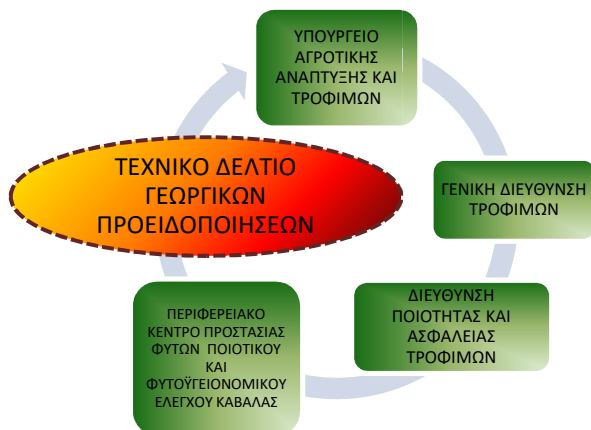 ΥΠΟΥΡΓΕΙΟ
ΑΓΡΟΤΙΚΗΣ
ΑΝΑΠΤΥΞΗΣ ΚΑΙ
ΤΡΟΦΙΜΩΝ
ΓΕΝΙΚΗ ΔΙΕΥΘΥΝΣΗ
ΤΡΟΦΙΜΩΝ
ΔΙΕΥΘΥΝΣΗ
ΠΟΙΟΤΗΤΑΣ ΚΑΙ
ΑΣΦΑΛΕΙΑΣ
ΤΡΟΦΙΜΩΝ
ΠΕΡΙΦΕΡΕΙΑΚΟ
ΚΕΝΤΡΟ ΠΡΟΣΤΑΣΙΑΣ
ΦΥΤΩΝ ΠΟΙΟΤΙΚΟΥ
ΚΑΙ
ΦΥΤΟΫΓΕΙΟΝΟΜΙΚΟΥ
ΕΛΕΓΧΟΥ ΚΑΒΑΛΑΣ
ΤΕΧΝΙΚΟ ΔΕΛΤΙΟ
ΓΕΩΡΓΙΚΩΝ
ΠΡΟΕΙΔΟΠΟΙΗΣΕΩΝ